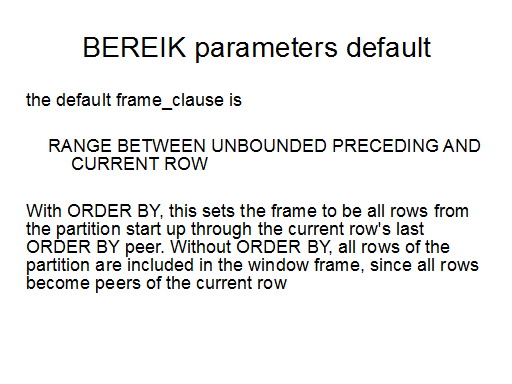 BEREIK parameters default
the default frame_clause is
RANGE BETWEEN UNBOUNDED PRECEDING AND
CURRENT ROW
With ORDER BY, this sets the frame to be all rows from
the partition start up through the current row's last
ORDER BY peer. Without ORDER BY, all rows of the
partition are included in the window frame, since all rows
become peers of the current row